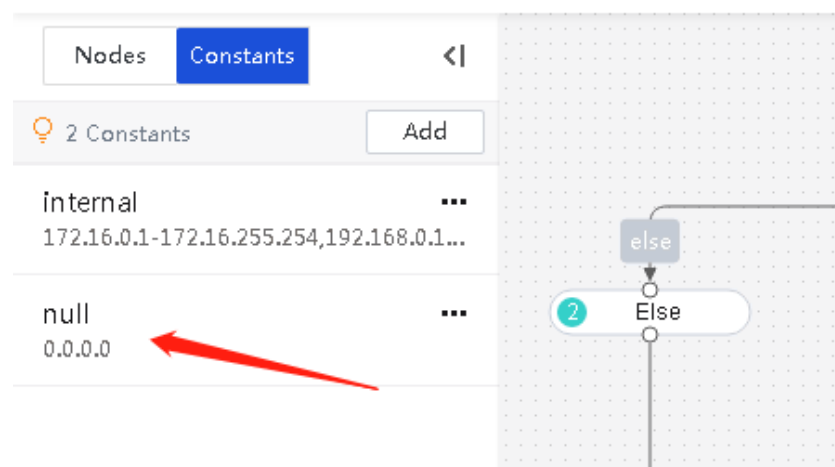 Nodes
Constants
2 Constants
Add
internal
172.16.0.1-172.16.255.254,192.168.0.1...
null
0.0.0.0
else
2
Else